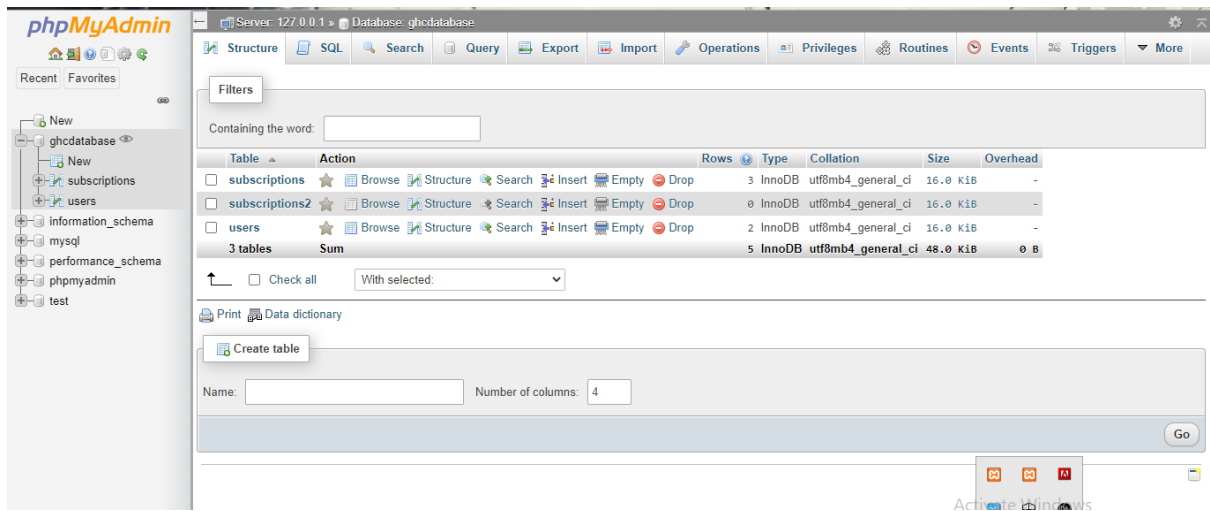 phpMyAdmin
Recent Favorites
New
ghcdatabase
New
subscriptions
users
information_schema
mysql
performance_schema
phpmyadmin
test
Server: 127.0.0.1 » Database: ghcdatabase
Structure SQL Search Query Export Import Operations Privileges Routines Events Triggers More
Filters
Containing the word:
Table Action Rows Type Collation Size Overhead
subscriptions Browse Structure Search Insert Empty Drop 3 InnoDB utf8mb4_general_ci 16.0 KiB -
subscriptions2 Browse Structure Search Insert Empty Drop 0 InnoDB utf8mb4_general_ci 16.0 KiB -
users Browse Structure Search Insert Empty Drop 2 InnoDB utf8mb4_general_ci 16.0 KiB -
3 tables Sum 5 InnoDB utf8mb4_general_ci 48.0 KiB 0 B
Check all With selected:
Print Data dictionary
Create table
Name: Number of columns: 4
Go
Activate Windows